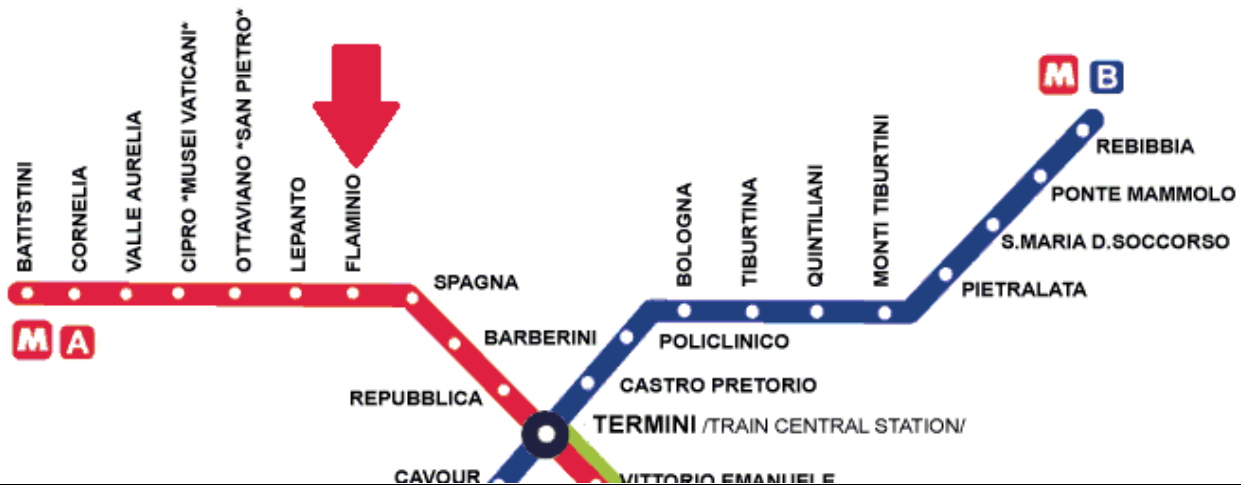 BATITSTINI
CORNELIA
VALLE AURELIA
CIPRO *MUSEI VATICANI*
OTTAVIANO *SAN PIETRO*
LEPANTO
FLAMINIO
SPAGNA
BARBERINI
REPUBBLICA
M A
M B
REBIBBIA
PONTE MAMMOLO
S.MARIA D.SOCCORSO
PIETRALATA
MONTI TIBURTINI
QUINTILIANI
TIBURTINA
BOLOGNA
POLICLINICO
CASTRO PRETORIO
TERMINI /TRAIN CENTRAL STATION/
CAVOUR
VITTORIO EMANUELE